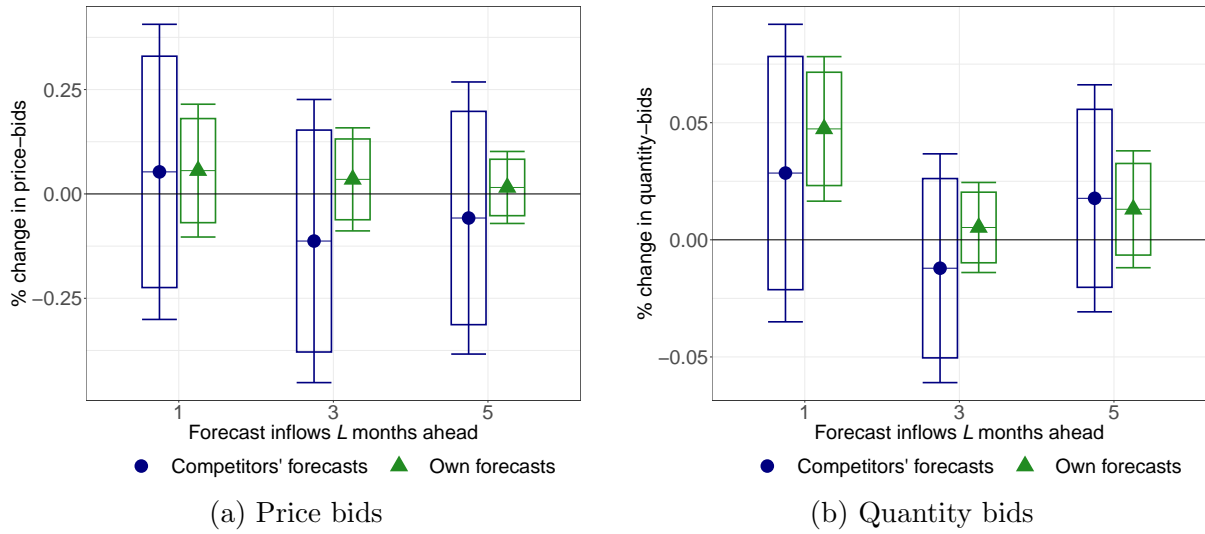 % change in price−bids
0.25
0.00
−0.25
1
3
5
Forecast inflows L months ahead
Competitors' forecasts
Own forecasts
(a) Price bids
% change in quantity−bids
0.05
0.00
−0.05
1
3
5
Forecast inflows L months ahead
Competitors' forecasts
Own forecasts
(b) Quantity bids